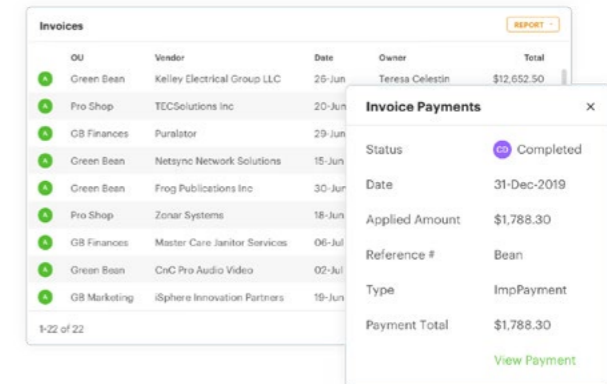 Invoices
REPORT
OU Vendor Date Owner Total
A Green Bean Kelley Electrical Group LLC 26-Jun Teresa Celestin $12,652.50
A Pro Shop TECSolutions Inc 20-Jun
A GB Finances Puralator 29-Jun
A Green Bean Netsync Network Solutions 15-Jun
A Green Bean Frog Publications Inc 30-Jun
A Pro Shop Zonar Systems 18-Jun
A GB Finances Master Care Janitor Services 06-Jul
A Green Bean CnC Pro Audio Video 02-Jul
A GB Marketing iSphere Innovation Partners 19-Jun
1-22 of 22
Invoice Payments ×
Status CD Completed
Date 31-Dec-2019
Applied Amount $1,788.30
Reference # Bean
Type ImpPayment
Payment Total $1,788.30
View Payment